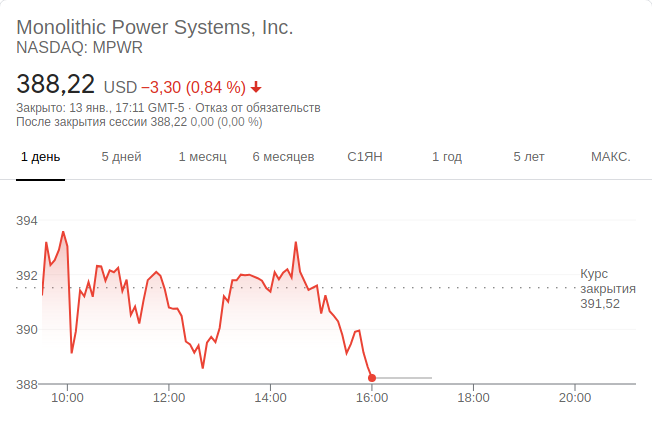 Monolithic Power Systems, Inc.
NASDAQ: MPWR
388,22 USD −3,30 (0,84 %)
Закрыто: 13 янв., 17:11 GMT-5 · Отказ от обязательств
После закрытия сессии 388,22 0,00 (0,00 %)
1 день 5 дней 1 месяц 6 месяцев С1ЯН 1 год 5 лет МАКС.
394
392
390
388
Курс
закрытия
391,52
10:00 12:00 14:00 16:00 18:00 20:00